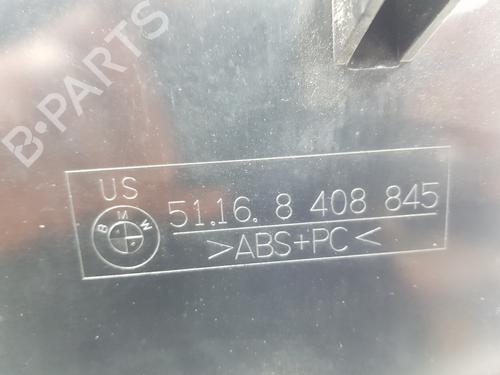 B-PARTS
US
BMW
51.16. 8 408 845
>ABS+PC<